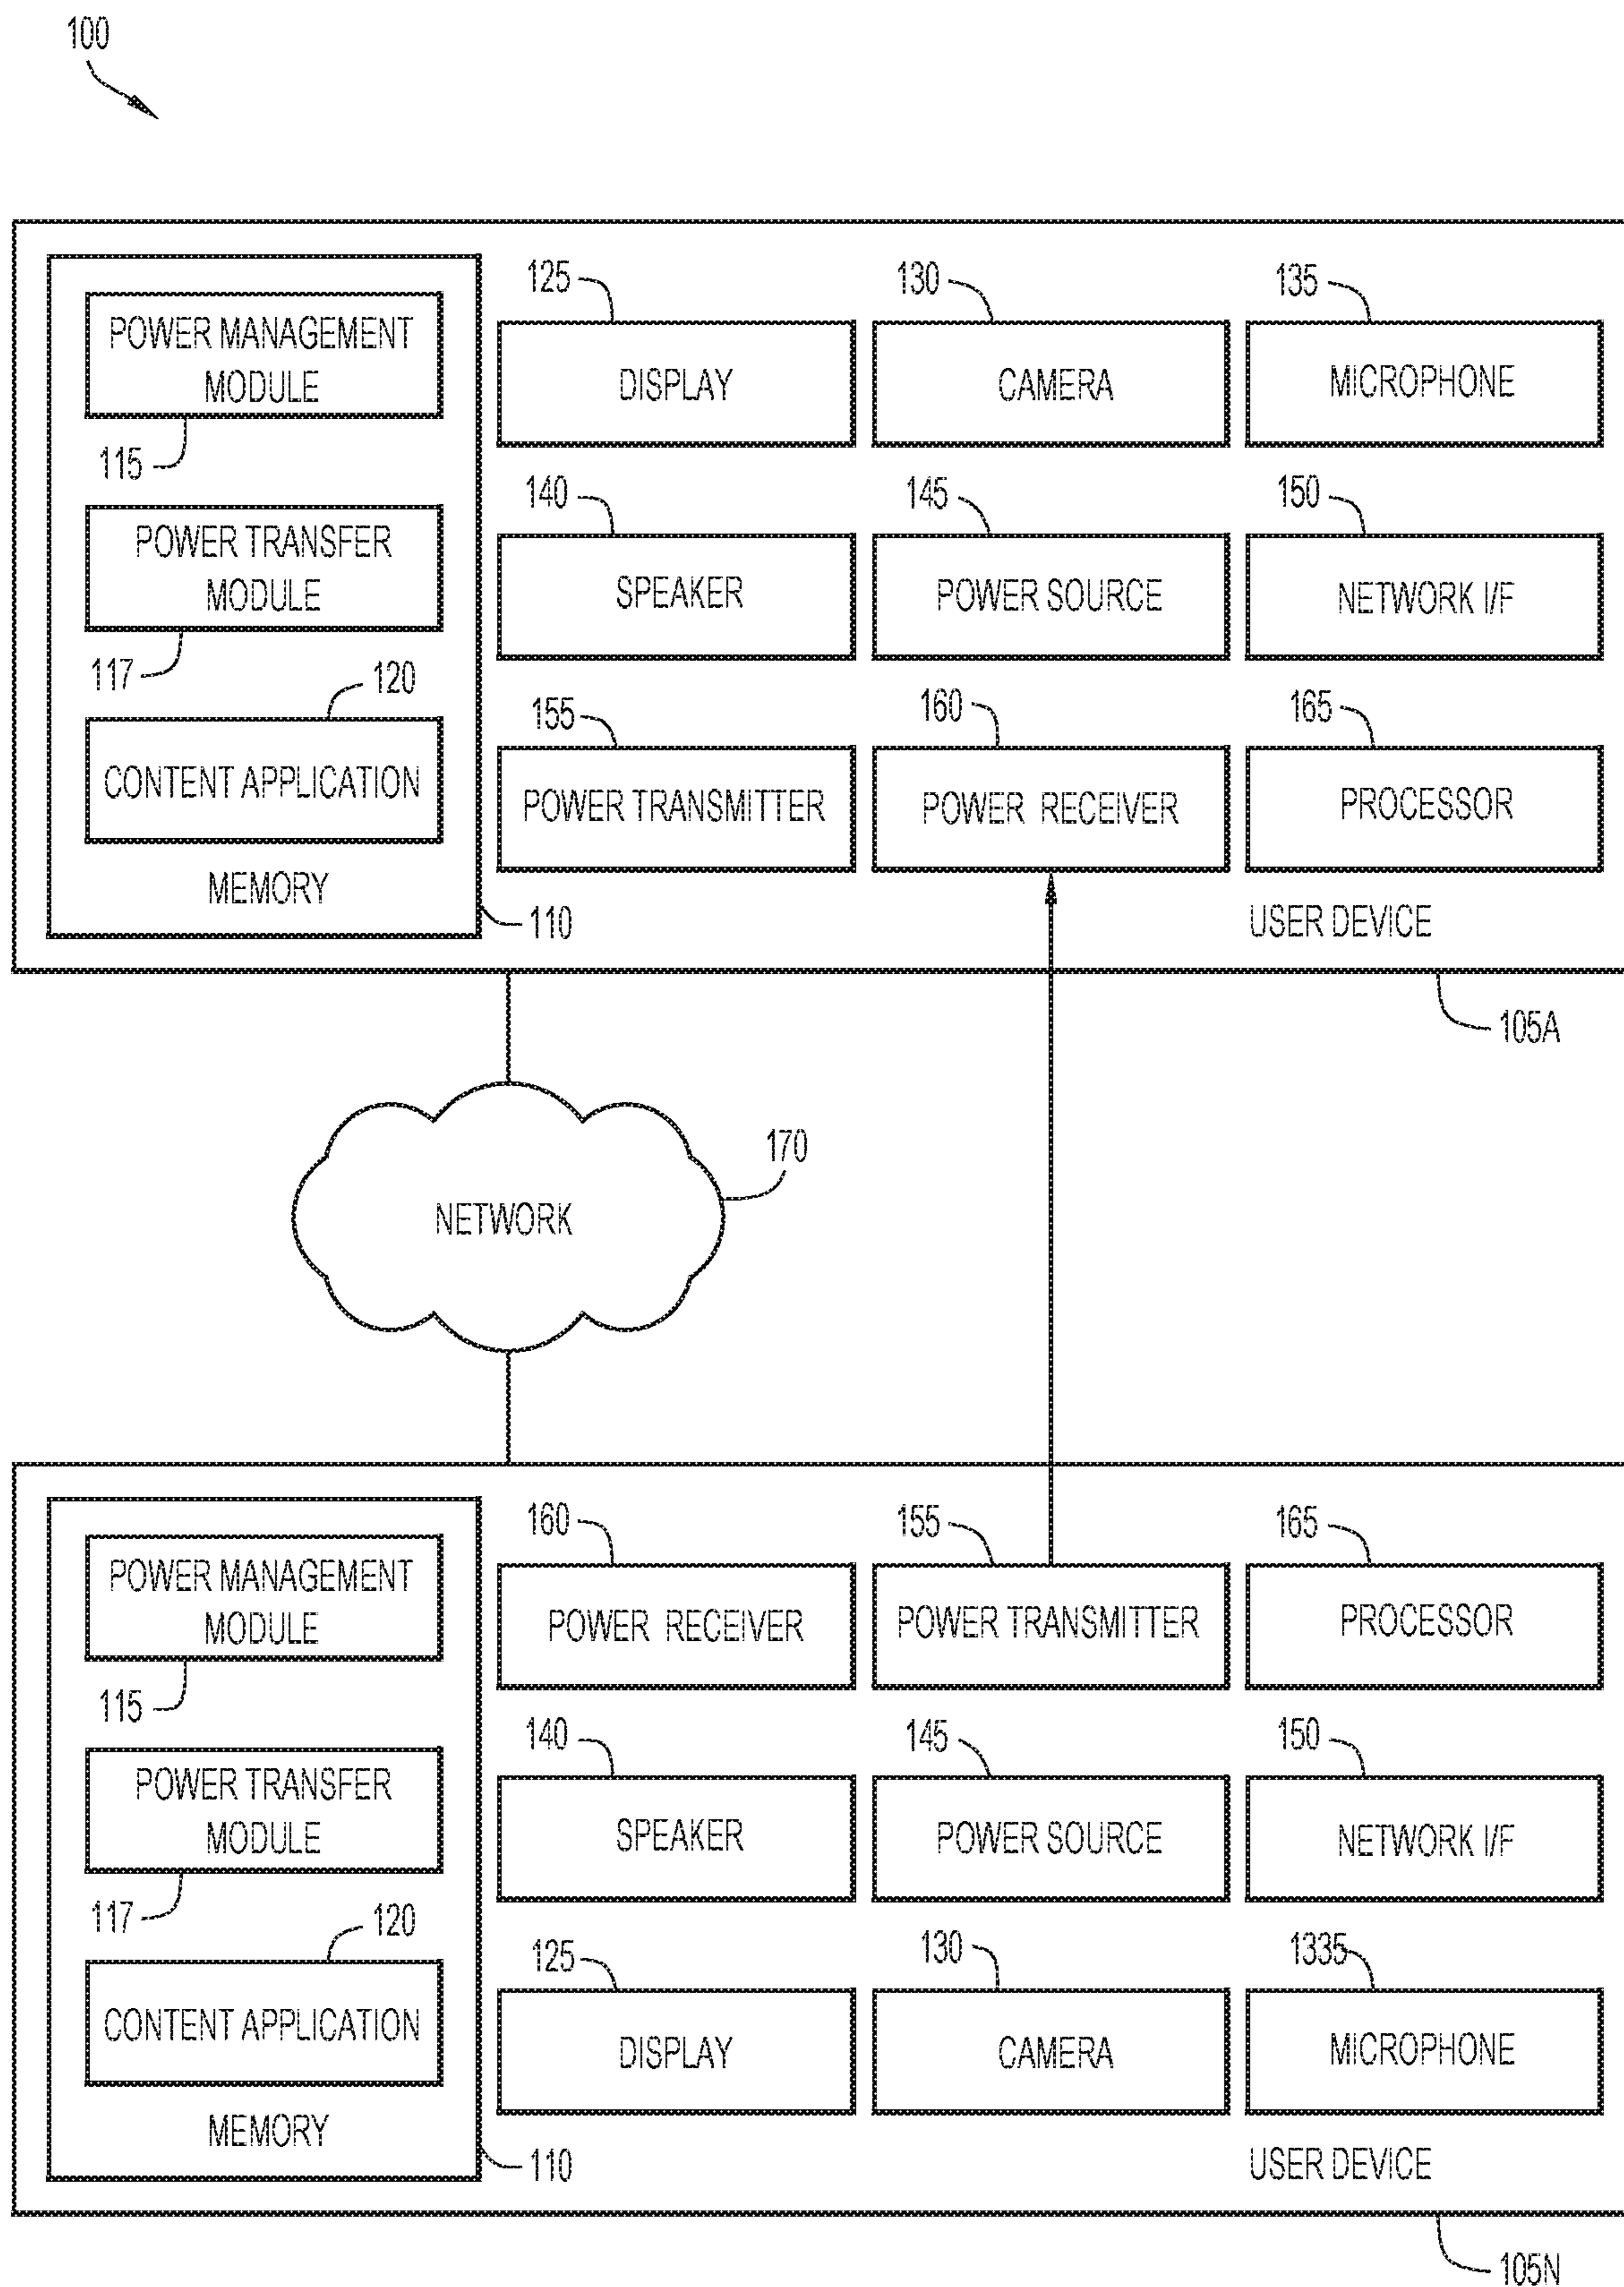 100
POWER MANAGEMENT
MODULE
115
POWER TRANSFER
MODULE
117
120
CONTENT APPLICATION
MEMORY
110
125
DISPLAY
130
CAMERA
135
MICROPHONE
140
SPEAKER
145
POWER SOURCE
150
NETWORK I/F
155
POWER TRANSMITTER
160
POWER RECEIVER
165
PROCESSOR
USER DEVICE
105A
NETWORK
170
POWER MANAGEMENT
MODULE
115
POWER TRANSFER
MODULE
117
120
CONTENT APPLICATION
MEMORY
110
160
POWER RECEIVER
155
POWER TRANSMITTER
165
PROCESSOR
140
SPEAKER
145
POWER SOURCE
150
NETWORK I/F
125
DISPLAY
130
CAMERA
1335
MICROPHONE
USER DEVICE
105N